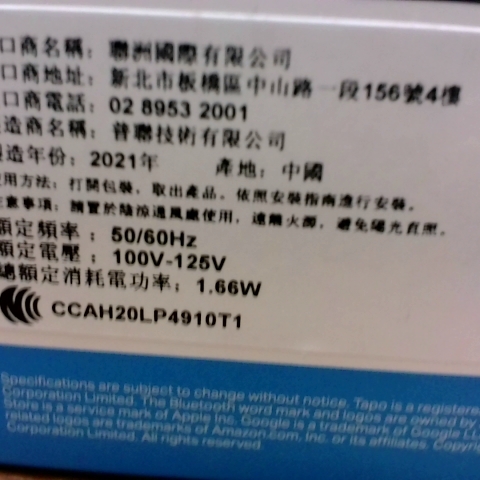 口商名稱： 聯洲國際有限公司
口商地址： 新北市板橋區中山路一段156號4樓
口商電話： 02 8953 2001
造商名稱： 普聯技術有限公司
製造年份： 2021年 產地：中國
使用方法： 打開包裝，取出產品，依照安裝指南進行安裝。
注意事項： 請置於陰涼通風處使用，遠離火源，避免陽光直照。
額定頻率： 50/60Hz
額定電壓： 100V-125V
總額定消耗電功率： 1.66W
CCAH20LP4910T1
Specifications are subject to change without notice. Tapo is a registere
Corporation Limited. The Bluetooth word mark and logos are owned by
Store is a service mark of Apple Inc. Google is a trademark of Google LL
related logos are trademarks of Amazon.com, Inc. or its affiliates. Copyrig
Corporation Limited. All rights reserved.